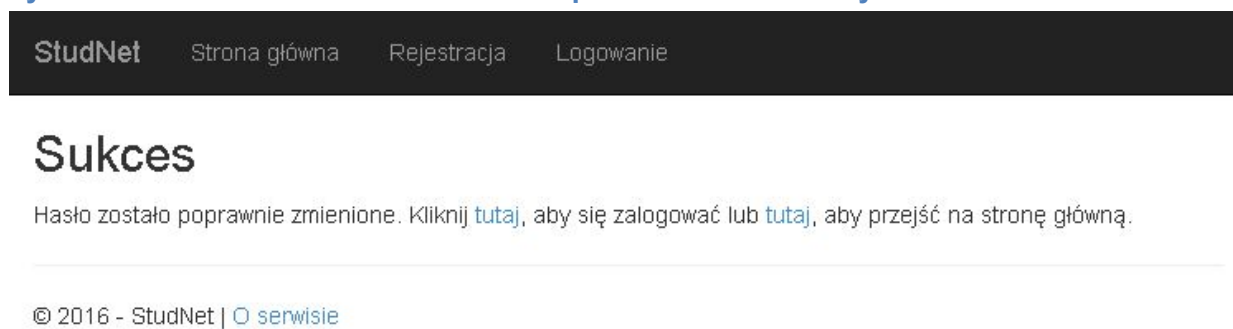 StudNet Strona główna Rejestracja Logowanie
Sukces
Hasło zostało poprawnie zmienione. Kliknij tutaj, aby się zalogować lub tutaj, aby przejść na stronę główną.
© 2016 - StudNet | O serwisie